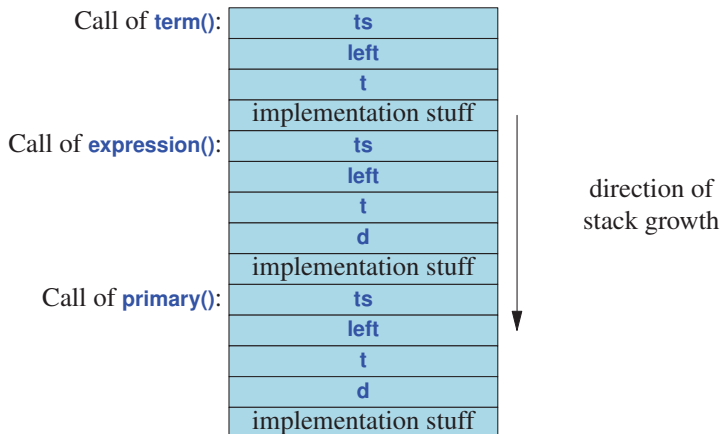 Call of term(): ts
left
t
implementation stuff
Call of expression(): ts
left
t
d
implementation stuff
Call of primary(): ts
left
t
d
implementation stuff
direction of
stack growth